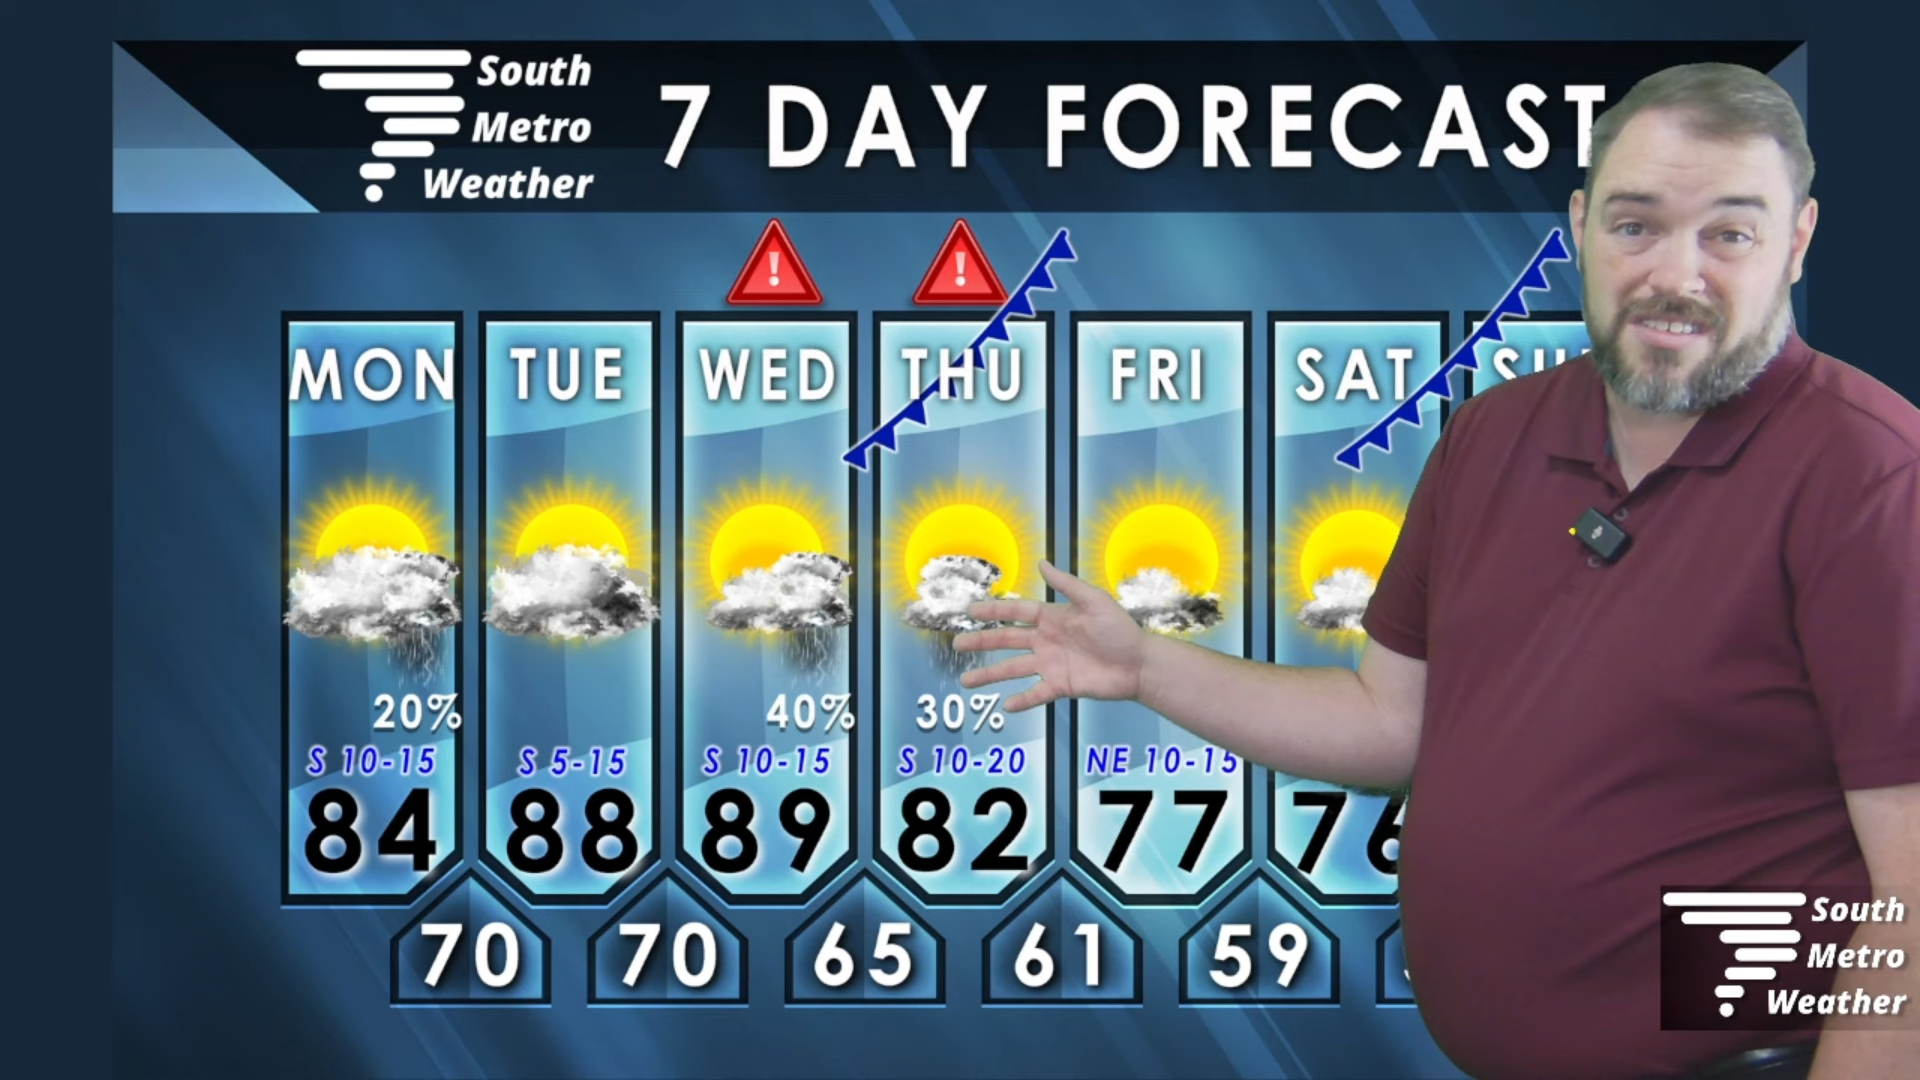 South
Metro
Weather
7 DAY FORECAST
MON TUE WED THU FRI SAT
20% 40% 30%
S 10-15 S 5-15 S 10-15 S 10-20 NE 10-15
84 88 89 82 77 76
70 70 65 61 59
South
Metro
Weather